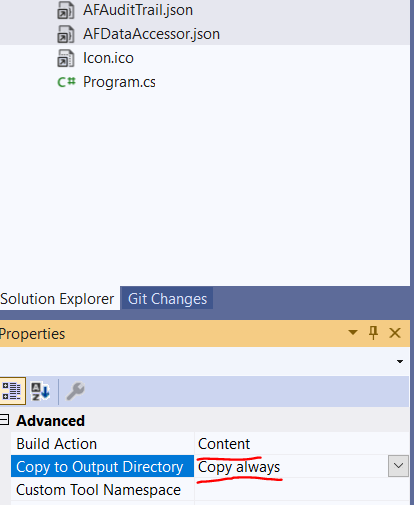 AFAuditTrail.json
AFDataAccessor.json
Icon.ico
C# Program.cs
Solution Explorer Git Changes
Properties
Advanced
Build Action Content
Copy to Output Directory Copy always
Custom Tool Namespace